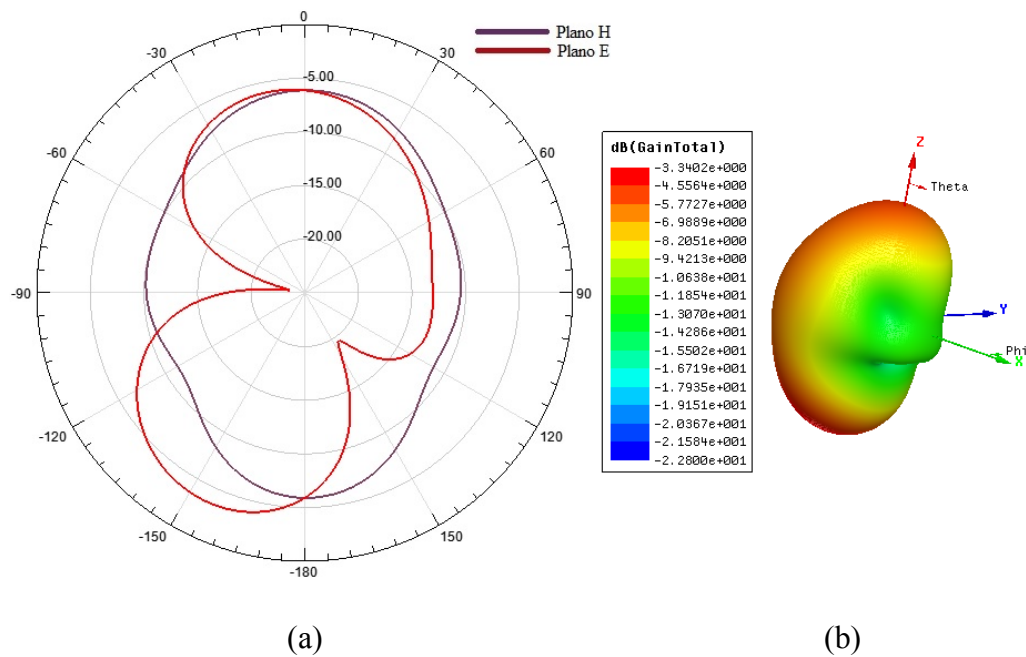 0
Plano H
Plano E
-30
30
-5.00
-10.00
-60
60
-15.00
-20.00
-90
90
-120
120
-150
150
-180
dB(GainTotal)
-3.3402e+000
-4.5564e+000
-5.7727e+000
-6.9889e+000
-8.2051e+000
-9.4213e+000
-1.0638e+001
-1.1854e+001
-1.3070e+001
-1.4286e+001
-1.5502e+001
-1.6719e+001
-1.7935e+001
-1.9151e+001
-2.0367e+001
-2.1584e+001
-2.2800e+001
Z
Theta
Y
Phi
X
(a)
(b)